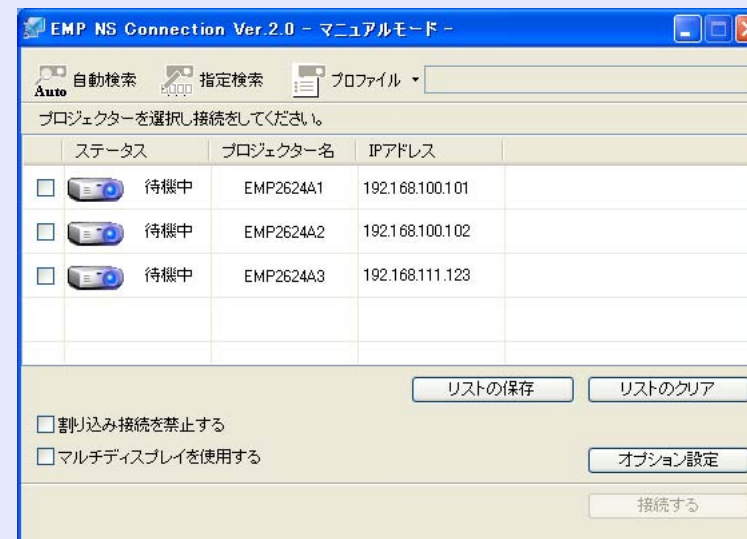 EMP NS Connection Ver.2.0 - マニュアルモード -
Auto 自動検索 指定検索 プロファイル
プロジェクターを選択し接続をしてください。
ステータス プロジェクター名 IPアドレス
待機中 EMP2624A1 192.168.100.101
待機中 EMP2624A2 192.168.100.102
待機中 EMP2624A3 192.168.111.123
リストの保存 リストのクリア
割り込み接続を禁止する
マルチディスプレイを使用する
オプション設定
接続する